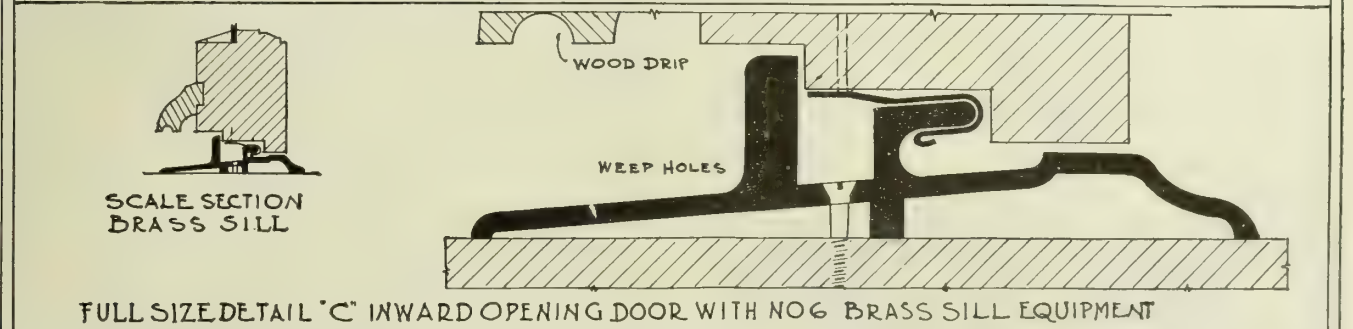 WOOD DRIP
WEEP HOLES
SCALE SECTION
BRASS SILL
FULL SIZE DETAIL "C" INWARD OPENING DOOR WITH NO6 BRASS SILL EQUIPMENT